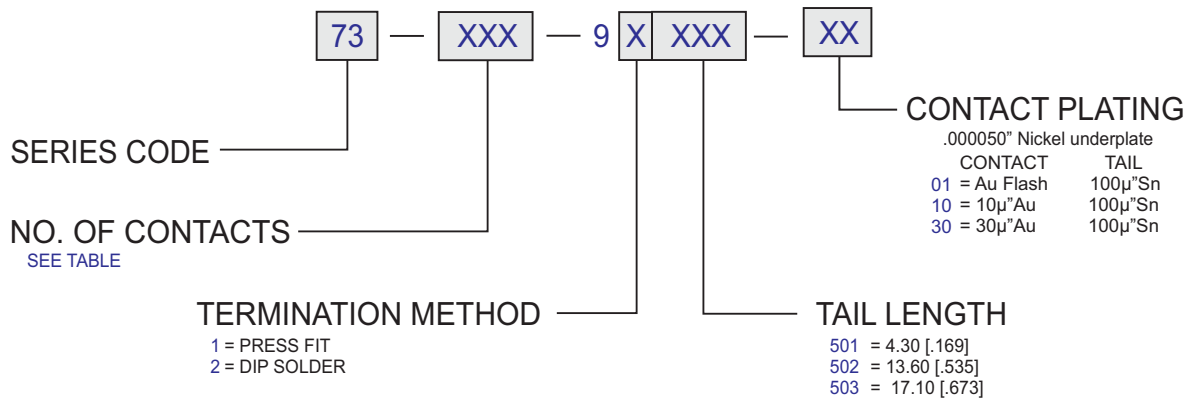 73 — XXX — 9 X XXX — XX
CONTACT PLATING
.000050” Nickel underplate
CONTACT TAIL
01 = Au Flash 100µ”Sn
10 = 10µ”Au 100µ”Sn
30 = 30µ”Au 100µ”Sn
SERIES CODE
NO. OF CONTACTS
SEE TABLE
TERMINATION METHOD
1 = PRESS FIT
2 = DIP SOLDER
TAIL LENGTH
501 = 4.30 [.169]
502 = 13.60 [.535]
503 = 17.10 [.673]